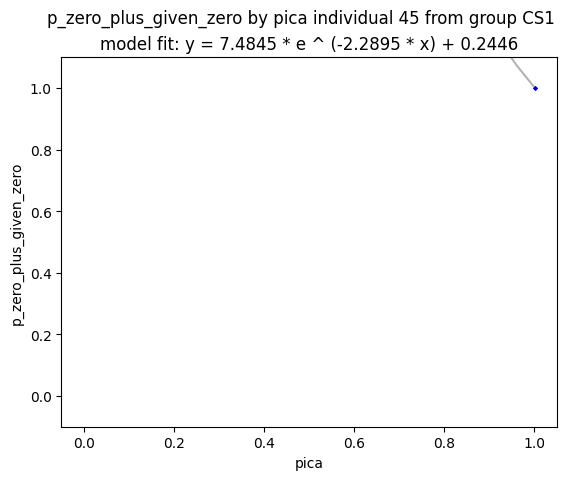 p_zero_plus_given_zero by pica individual 45 from group CS1
model fit: y = 7.4845 * e ^ (-2.2895 * x) + 0.2446
1.0
0.8
0.6
0.4
0.2
0.0
p_zero_plus_given_zero
0.0 0.2 0.4 0.6 0.8 1.0
pica